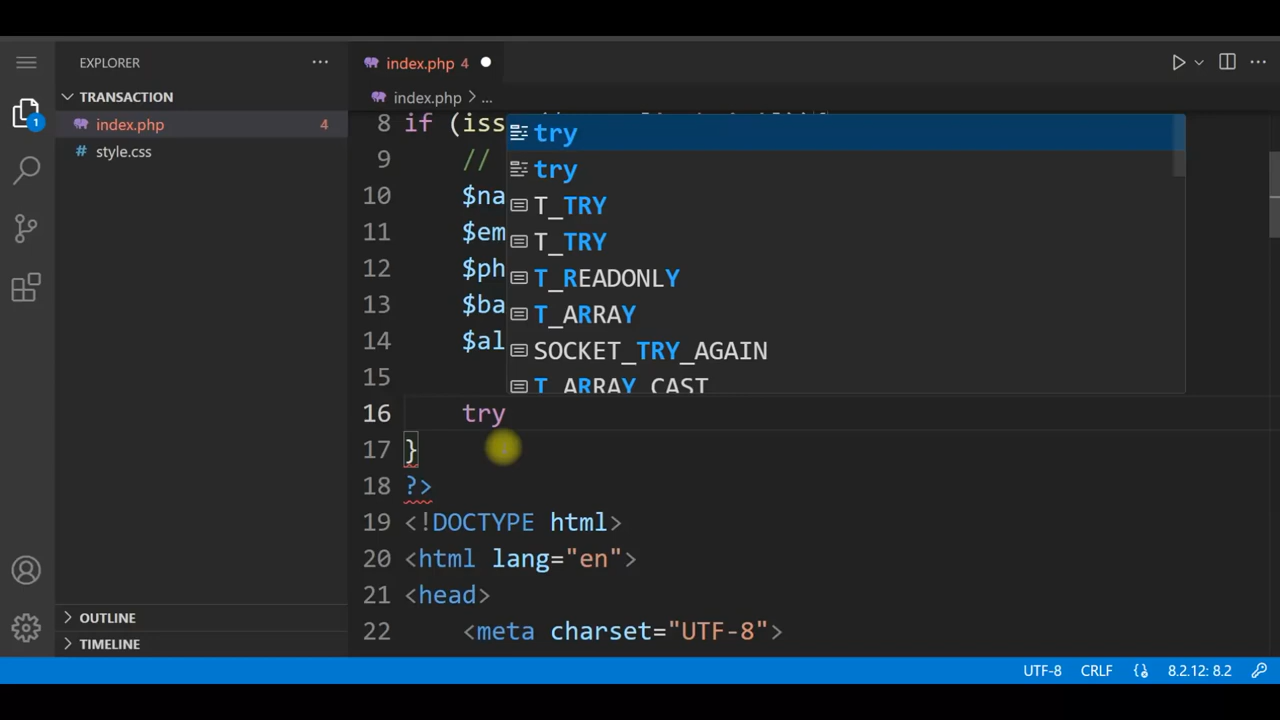 EXPLORER
index.php 4
TRANSACTION
index.php
index.php 4
style.css
1
8 if (iss
9 //
10 $na
11 $em
12 $ph
13 $ba
14 $al
15
16 try
17 }
18 ?>
19 <!DOCTYPE html>
20 <html lang="en">
21 <head>
22 <meta charset="UTF-8">
try
try
T_TRY
T_TRY
T_READONLY
T_ARRAY
SOCKET_TRY_AGAIN
T_ARRAY_CAST
OUTLINE
TIMELINE
UTF-8 CRLF 8.2.12: 8.2